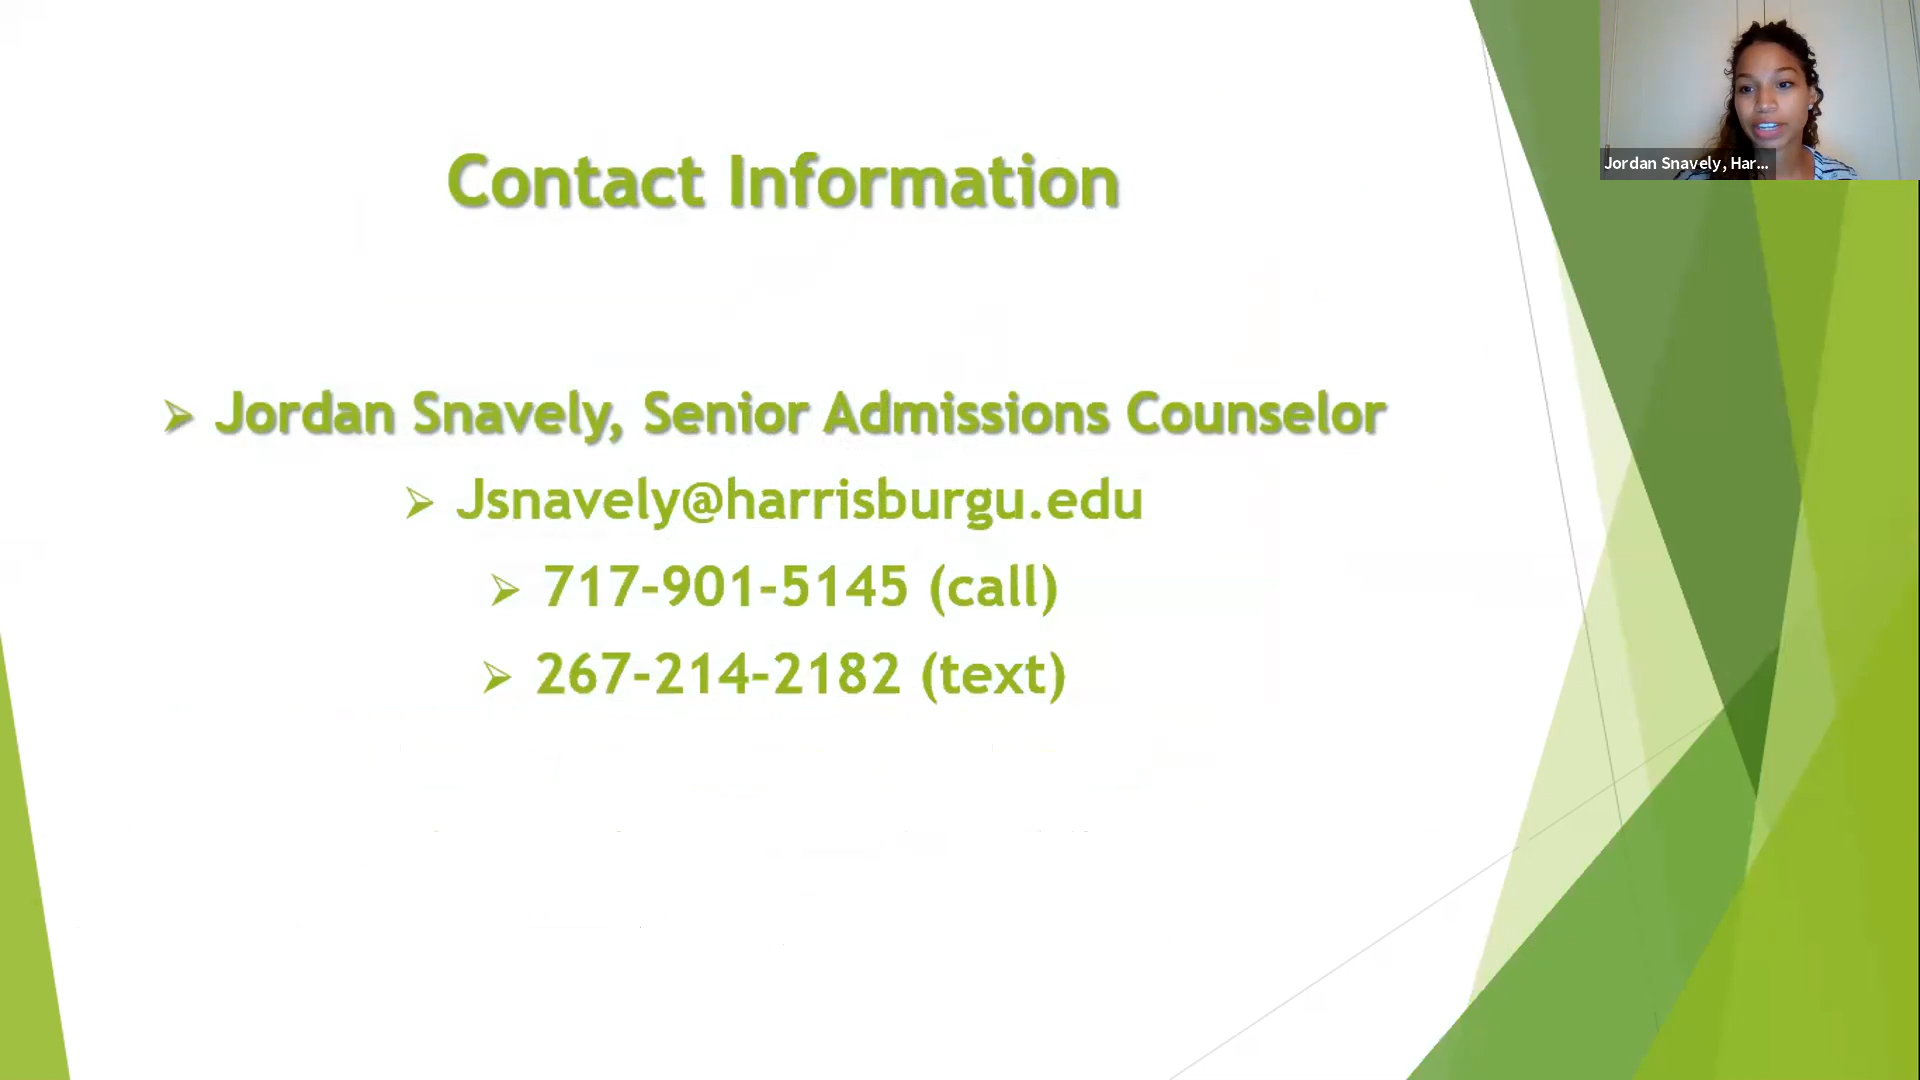 Jordan Snavely, Har...
Contact Information
➢ Jordan Snavely, Senior Admissions Counselor
➢ Jsnavely@harrisburgu.edu
➢ 717-901-5145 (call)
➢ 267-214-2182 (text)